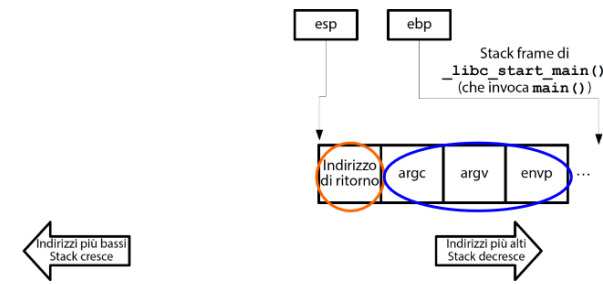 esp
ebp
Stack frame di
_libc_start_main()
(che invoca main())
Indirizzo
di ritorno
argc
argv
envp
...
Indirizzi più bassi
Stack cresce
Indirizzi più alti
Stack decresce